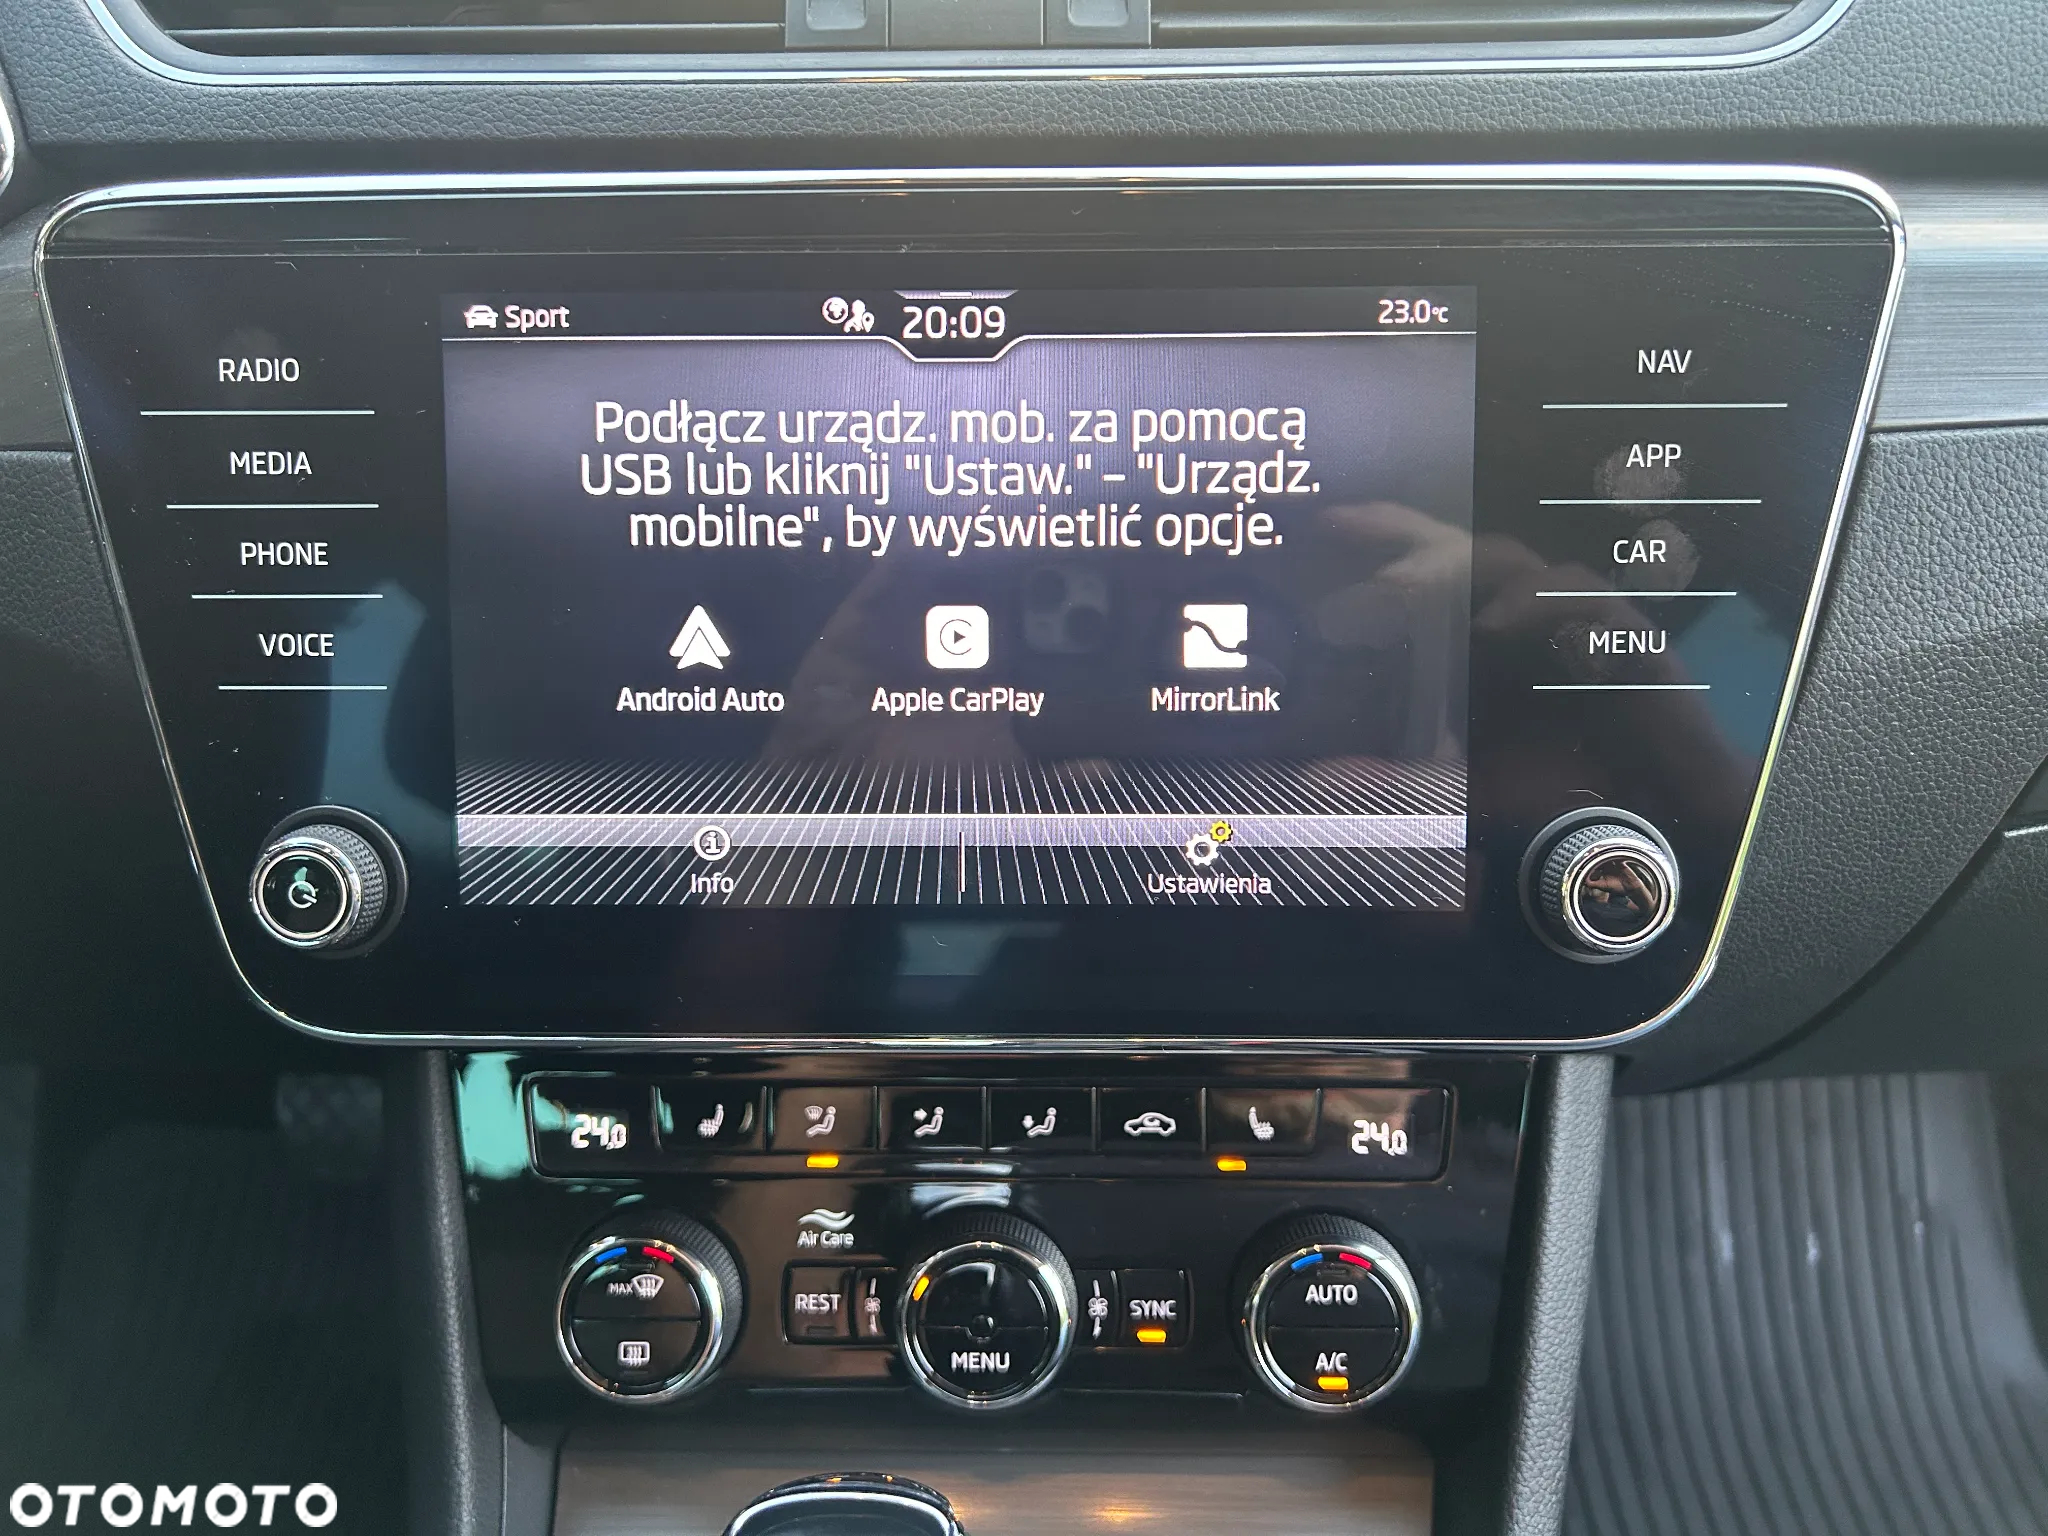 Sport 20:09 23.0°C
RADIO
MEDIA
PHONE
VOICE
Podłącz urządz. mob. za pomocą
USB lub kliknij "Ustaw." - "Urządz.
mobilne", by wyświetlić opcje.
Android Auto Apple CarPlay MirrorLink
Info Ustawienia
NAV
APP
CAR
MENU
24,0 24,0
MAX
Air Care
REST
MENU
SYNC
AUTO
A/C
OTOMOTO